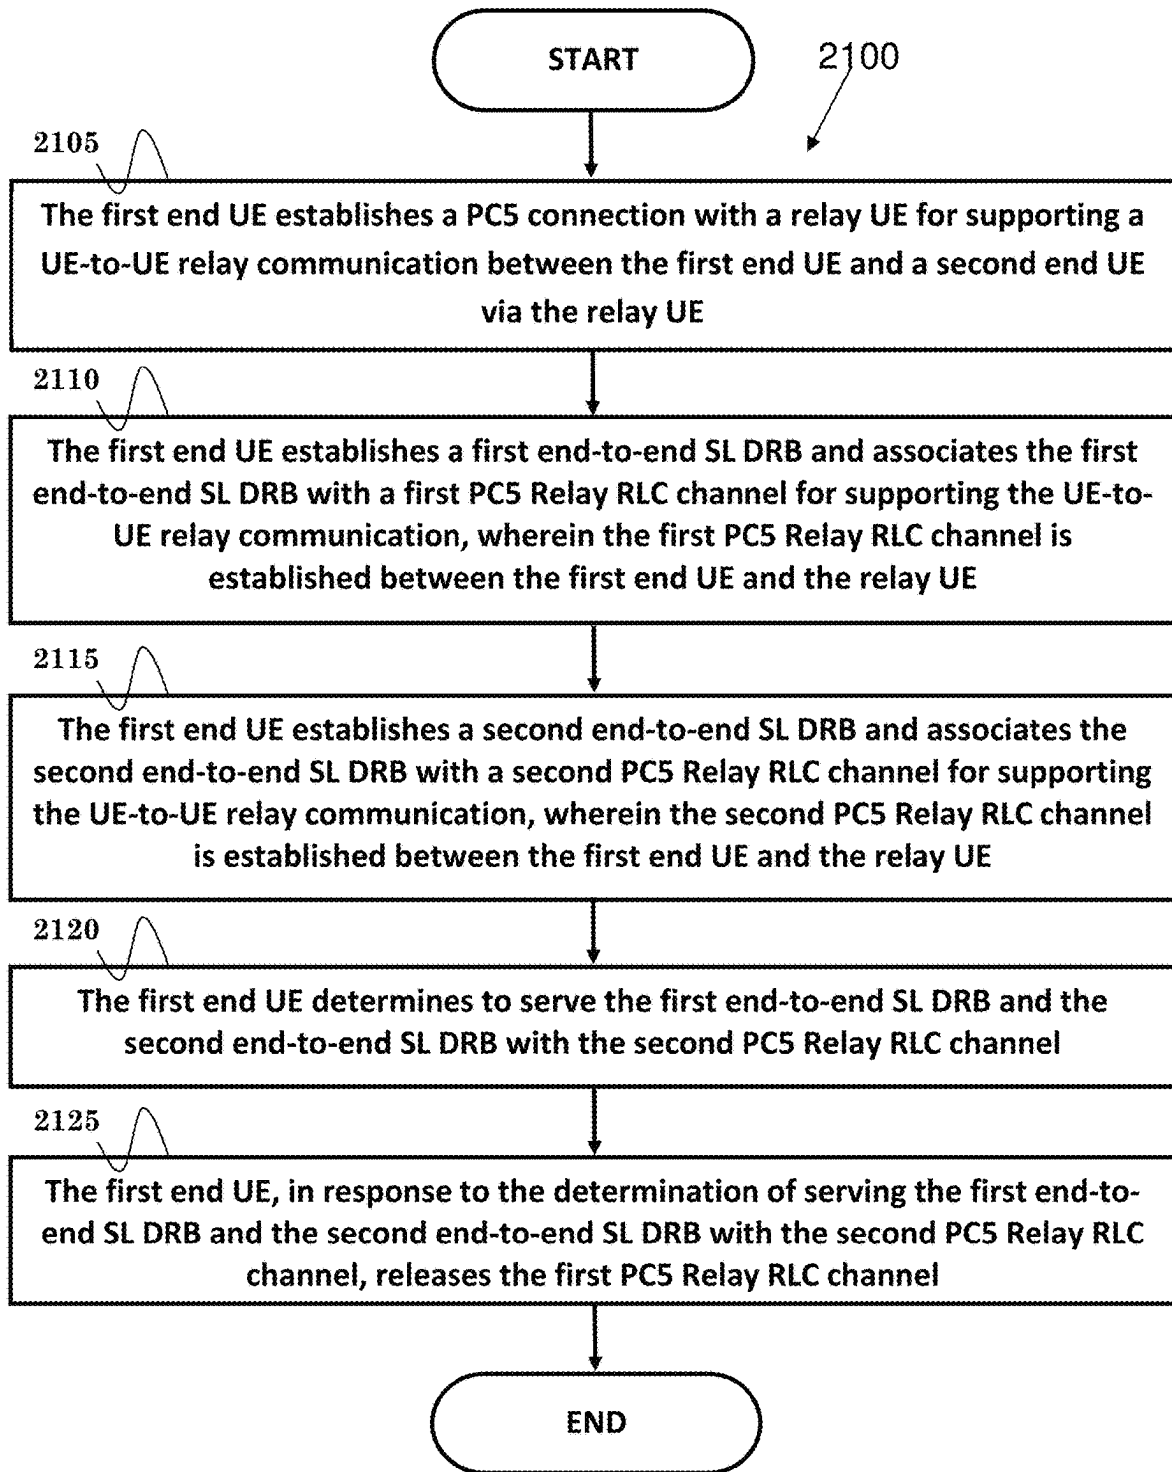 START
2100
2105
The first end UE establishes a PC5 connection with a relay UE for supporting a
UE-to-UE relay communication between the first end UE and a second end UE
via the relay UE
2110
The first end UE establishes a first end-to-end SL DRB and associates the first
end-to-end SL DRB with a first PC5 Relay RLC channel for supporting the UE-to-
UE relay communication, wherein the first PC5 Relay RLC channel is
established between the first end UE and the relay UE
2115
The first end UE establishes a second end-to-end SL DRB and associates the
second end-to-end SL DRB with a second PC5 Relay RLC channel for supporting
the UE-to-UE relay communication, wherein the second PC5 Relay RLC channel
is established between the first end UE and the relay UE
2120
The first end UE determines to serve the first end-to-end SL DRB and the
second end-to-end SL DRB with the second PC5 Relay RLC channel
2125
The first end UE, in response to the determination of serving the first end-to-
end SL DRB and the second end-to-end SL DRB with the second PC5 Relay RLC
channel, releases the first PC5 Relay RLC channel
END